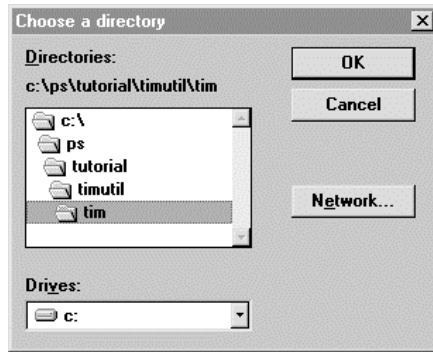 Choose a directory
Directories:
c:\ps\tutorial\timutil\tim
c:\
ps
tutorial
timutil
tim
Drives:
c:
OK
Cancel
Network...